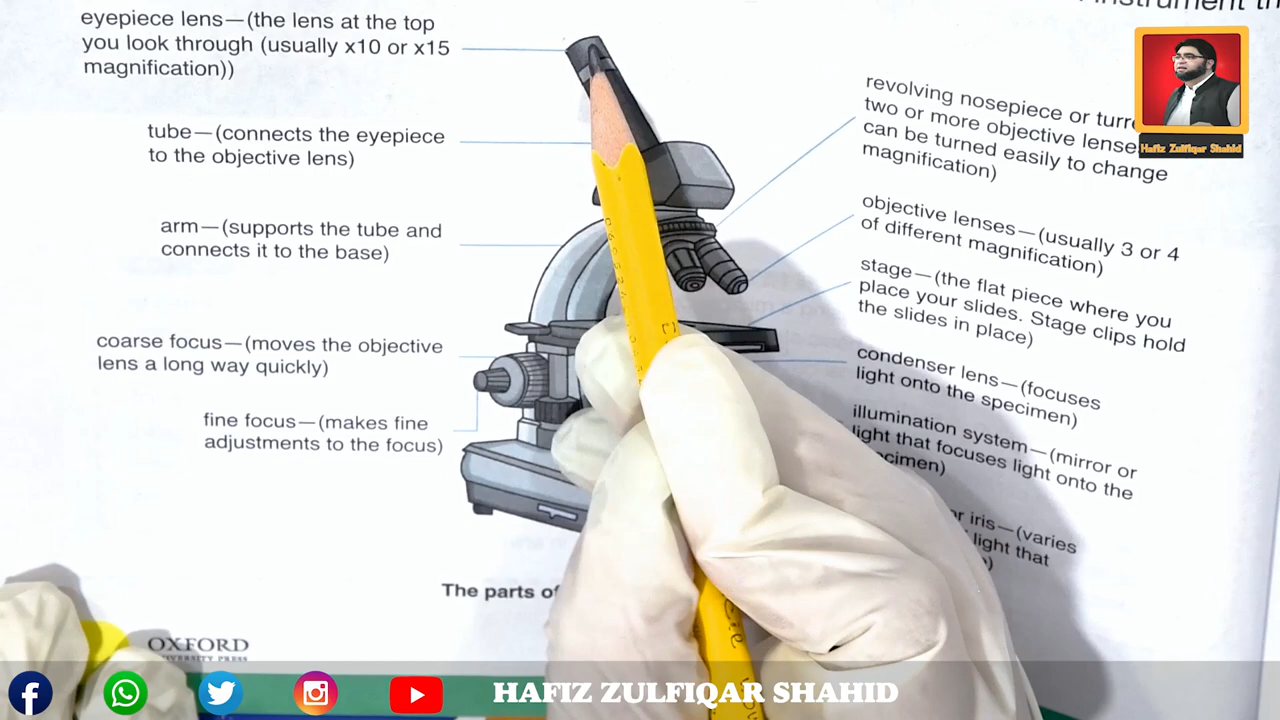 eyepiece lens—(the lens at the top
you look through (usually x10 or x15
magnification))
tube—(connects the eyepiece
to the objective lens)
arm—(supports the tube and
connects it to the base)
coarse focus—(moves the objective
lens a long way quickly)
fine focus—(makes fine
adjustments to the focus)
revolving nosepiece or
two or more objective
can be turned easily to change
magnification)
objective lenses—(usually 3 or 4
of different magnification)
stage—(the flat piece where you
place your slides. Stage clips hold
the slides in place)
condenser lens—(focuses
light onto the specimen)
illumination system—(mirror or
light that focuses light onto the
iris—(varies
light that
The parts
OXFORD
Hafiz Zulfiqar Shahid
HAFIZ ZULFIQAR SHAHID